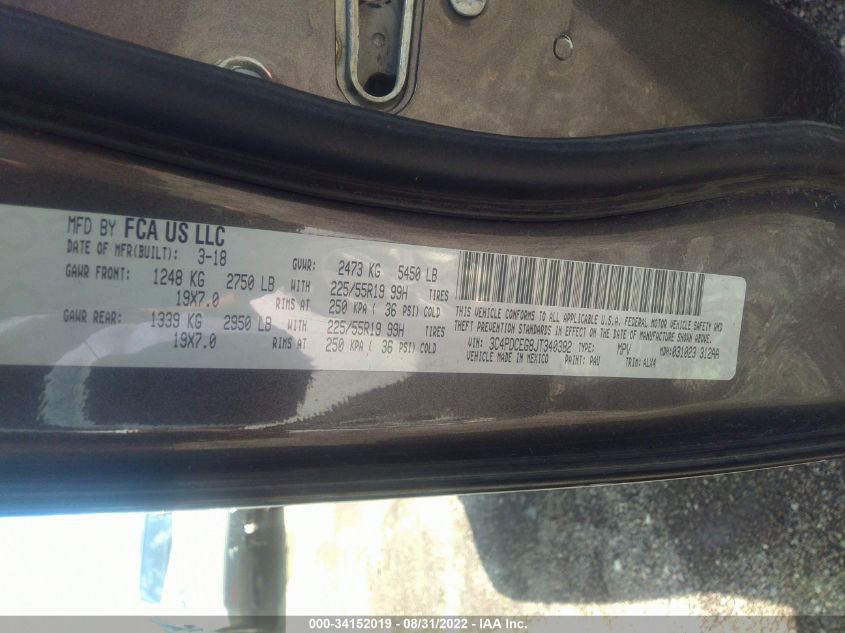 MFD BY FCA US LLC
DATE OF MFR(BUILT): 3-18
GVWR: 2473 KG 5450 LB
GAWR FRONT: 1248 KG 2750 LB WITH 225/55R19 99H TIRES
19X7.0 RIMS AT 250 KPA ( 36 PSI) COLD
GAWR REAR: 1339 KG 2950 LB WITH 225/55R19 99H TIRES
19X7.0 RIMS AT 250 KPA ( 36 PSI) COLD
THIS VEHICLE CONFORMS TO ALL APPLICABLE U.S.A. FEDERAL MOTOR VEHICLE SAFETY AND
THEFT PREVENTION STANDARDS IN EFFECT ON THE DATE OF MANUFACTURE SHOWN ABOVE.
VIN: 3C4PDCEG8JT340392 TYPE: MPV MDH:031023 312AA
VEHICLE MADE IN MEXICO PAINT: PAU TRIM: ALX4
000-34152019 - 08/31/2022 - IAA Inc.